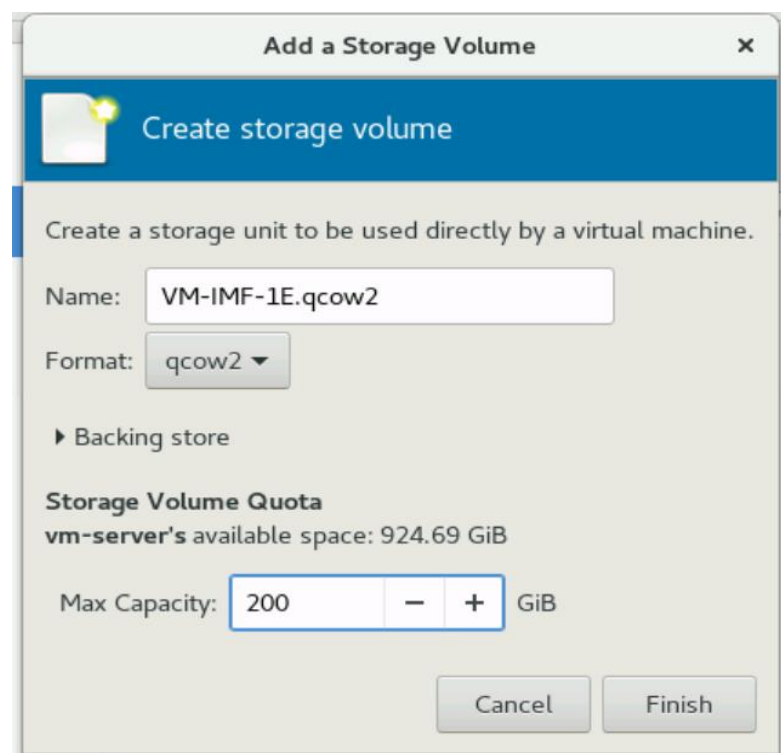 Add a Storage Volume ×
Create storage volume
Create a storage unit to be used directly by a virtual machine.
Name: VM-IMF-1E.qcow2
Format: qcow2
Backing store
Storage Volume Quota
vm-server's available space: 924.69 GiB
Max Capacity: 200 − + GiB
Cancel Finish